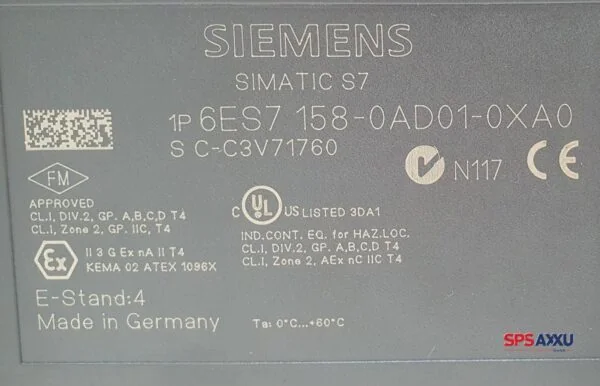 SIEMENS
SIMATIC S7
1P 6ES7 158-0AD01-0XA0
S C-C3V71760
N117 CE
FM
APPROVED
CL.I, DIV.2, GP. A,B,C,D T4
CL.I, Zone 2, GP. IIC, T4
C UL US LISTED 3DA1
IND.CONT. EQ. for HAZ.LOC.
CL.I, DIV.2, GP. A,B,C,D T4
CL.I, Zone 2, AEx nC IIC T4
Ex II 3 G Ex nA II T4
KEMA 02 ATEX 1096X
E-Stand:4
Made in Germany
Ta: 0°C...+60°C
SPS AXXU